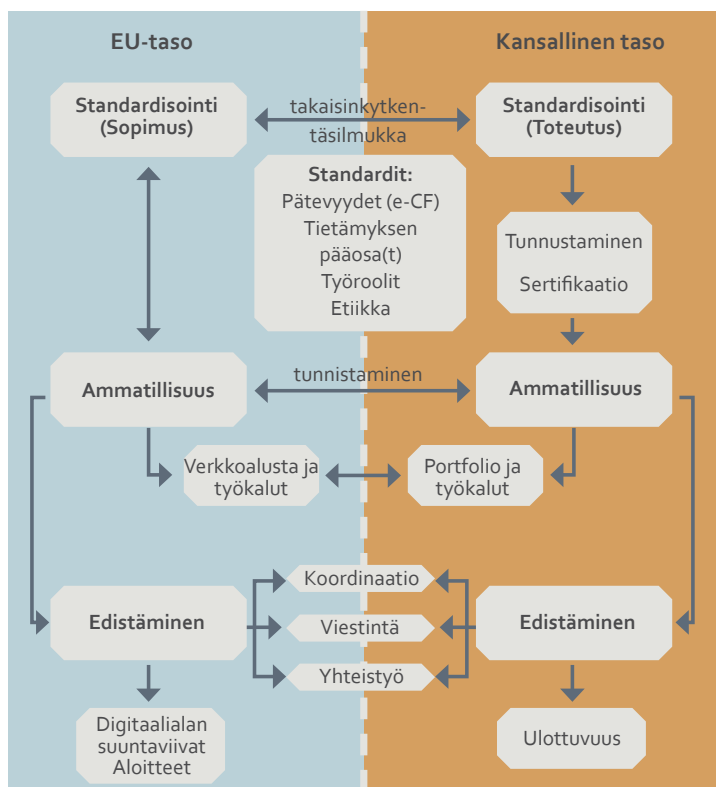 EU-taso
Kansallinen taso
Standardisointi
(Sopimus)
takaisinkytken-
täsilmukka
Standardisointi
(Toteutus)
Standardit:
Pätevyydet (e-CF)
Tietämyksen
pääosa(t)
Työroolit
Etiikka
Tunnustaminen
Sertifikaatio
Ammatillisuus
tunnistaminen
Ammatillisuus
Verkkoalusta ja
työkalut
Portfolio ja
työkalut
Koordinaatio
Edistäminen
Viestintä
Edistäminen
Yhteistyö
Digitaalialan
suuntaviivat
Aloitteet
Ulottuvuus